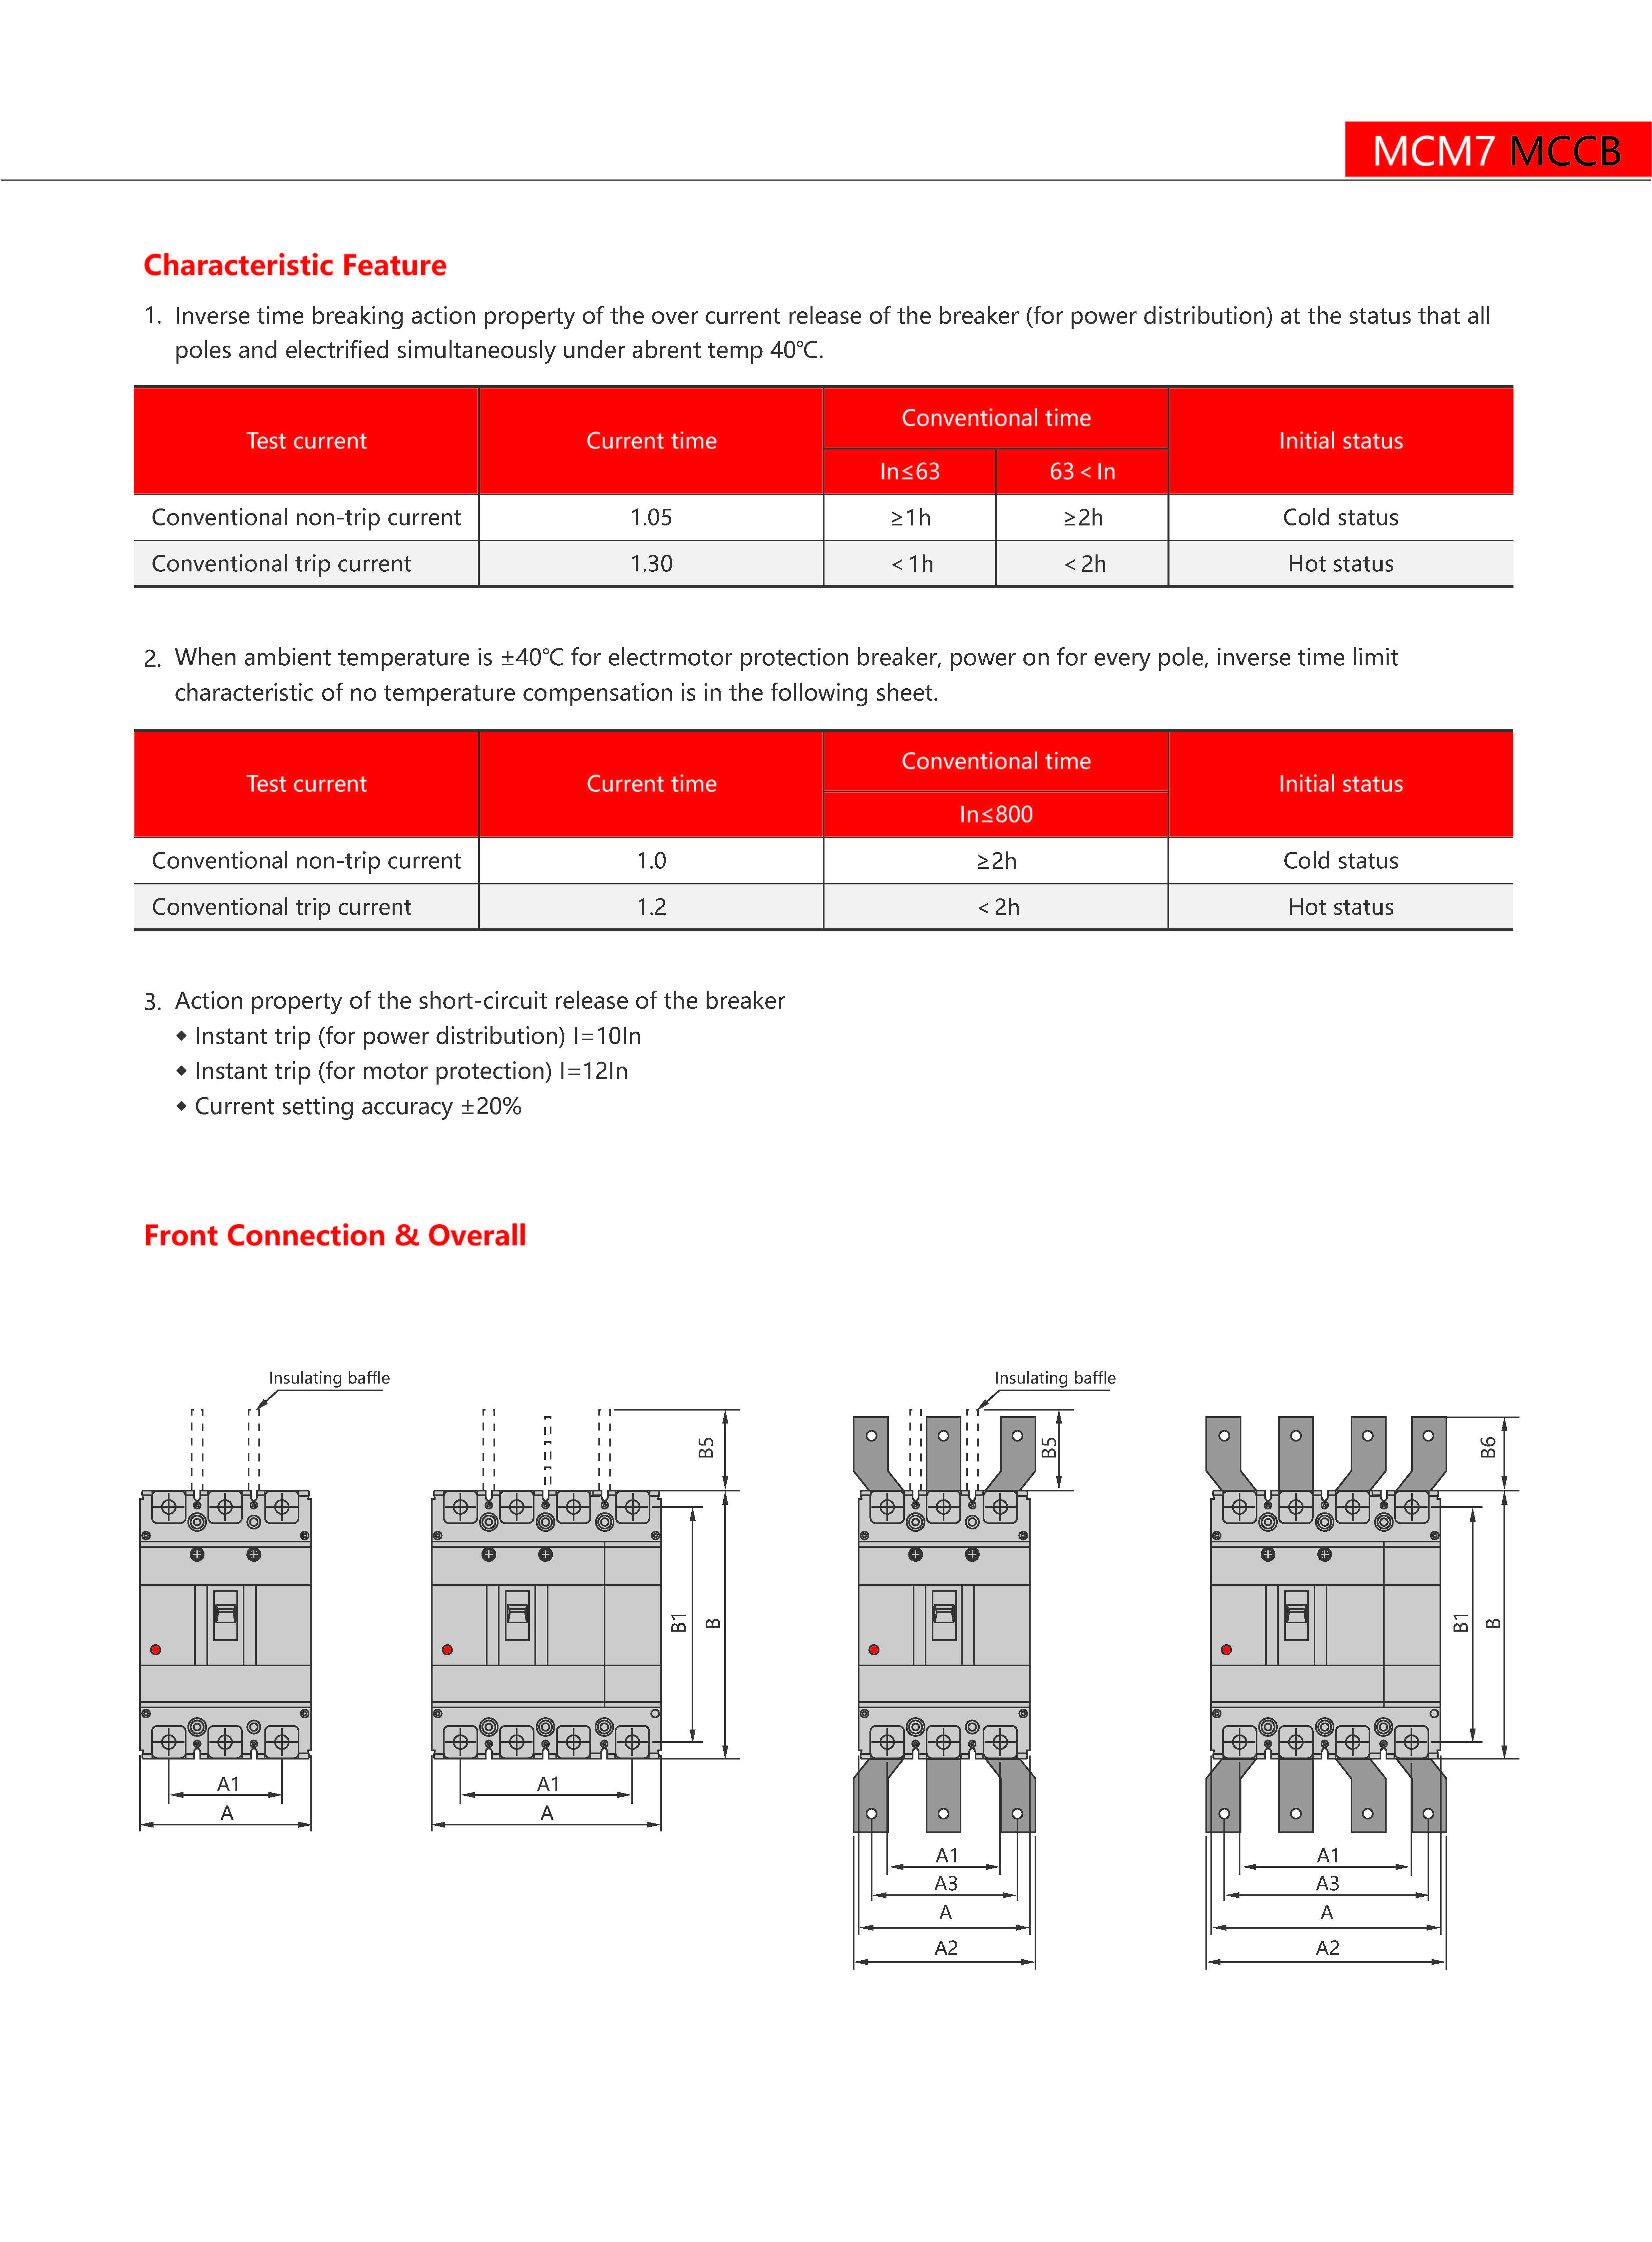 MCM7 MCCB
Characteristic Feature
1. Inverse time breaking action property of the over current release of the breaker (for power distribution) at the status that all
poles and electrified simultaneously under abrent temp 40℃.
Test current
Current time
Conventional time
Initial status
In≤63
63<In
Conventional non-trip current
1.05
≥1h
≥2h
Cold status
Conventional trip current
1.30
<1h
<2h
Hot status
2. When ambient temperature is ±40℃ for electrmotor protection breaker, power on for every pole, inverse time limit
characteristic of no temperature compensation is in the following sheet.
Test current
Current time
Conventional time
Initial status
In≤800
Conventional non-trip current
1.0
≥2h
Cold status
Conventional trip current
1.2
<2h
Hot status
3. Action property of the short-circuit release of the breaker
◆ Instant trip (for power distribution) I=10In
◆ Instant trip (for motor protection) I=12In
◆ Current setting accuracy ±20%
Front Connection & Overall
Insulating baffle
A1
A
B5
B1
B
A1
A
Insulating baffle
B5
A1
A3
A
A2
B6
B1
B
A1
A3
A
A2